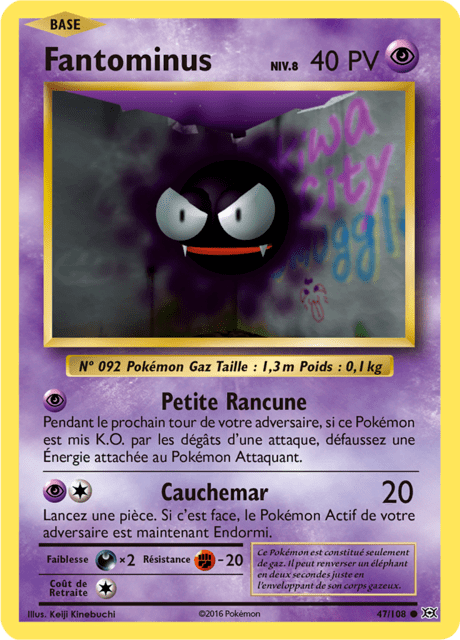 BASE
Fantominus NIV.8 40 PV
kiwa
City
N° 092 Pokémon Gaz Taille : 1,3 m Poids : 0,1 kg
Petite Rancune
Pendant le prochain tour de votre adversaire, si ce Pokémon
est mis K.O. par les dégâts d'une attaque, défaussez une
Énergie attachée au Pokémon Attaquant.
Cauchemar 20
Lancez une pièce. Si c'est face, le Pokémon Actif de votre
adversaire est maintenant Endormi.
Faiblesse ×2 Résistance -20
Coût de
Retraite
Ce Pokémon est constitué seulement
de gaz. Il peut renverser un éléphant
en deux secondes juste en
l'enveloppant de son corps gazeux.
Illus. Keiji Kinebuchi ©2016 Pokémon 47/108